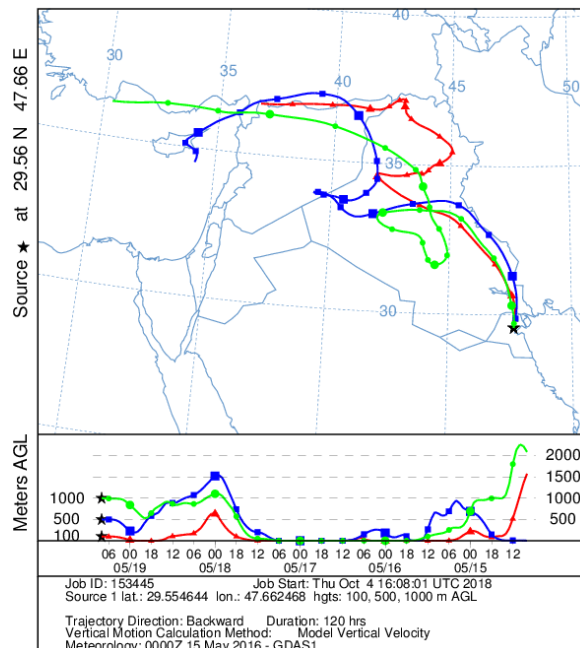 Source ★ at 29.56 N 47.66 E
40
30
35
40
45
50
35
30
Meters AGL
2000
1500
1000
1000
500
500
100
06 00 18 12 06 00 18 12 06 00 18 12 06 00 18 12 06 00 18 12
05/19 05/18 05/17 05/16 05/15
Job ID: 153445 Job Start: Thu Oct 4 16:08:01 UTC 2018
Source 1 lat.: 29.554644 lon.: 47.662468 hgts: 100, 500, 1000 m AGL
Trajectory Direction: Backward Duration: 120 hrs
Vertical Motion Calculation Method: Model Vertical Velocity
Meteorology: 0000Z 15 May 2016 - GDAS1